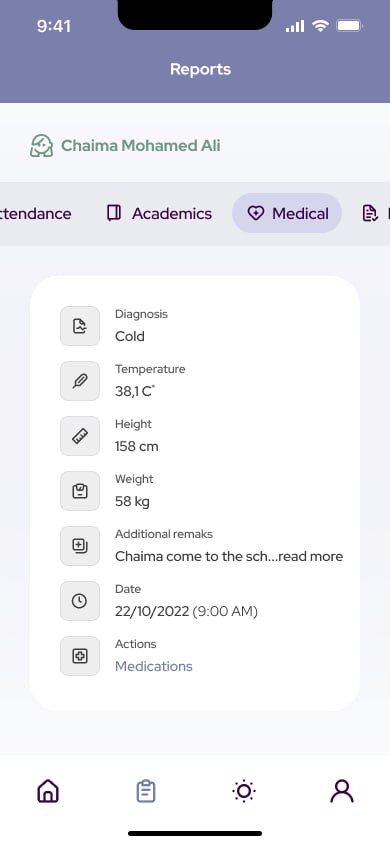 9:41
Reports
Chaima Mohamed Ali
ttendance Academics Medical
Diagnosis
Cold
Temperature
38,1 C°
Height
158 cm
Weight
58 kg
Additional remaks
Chaima come to the sch...read more
Date
22/10/2022 (9:00 AM)
Actions
Medications